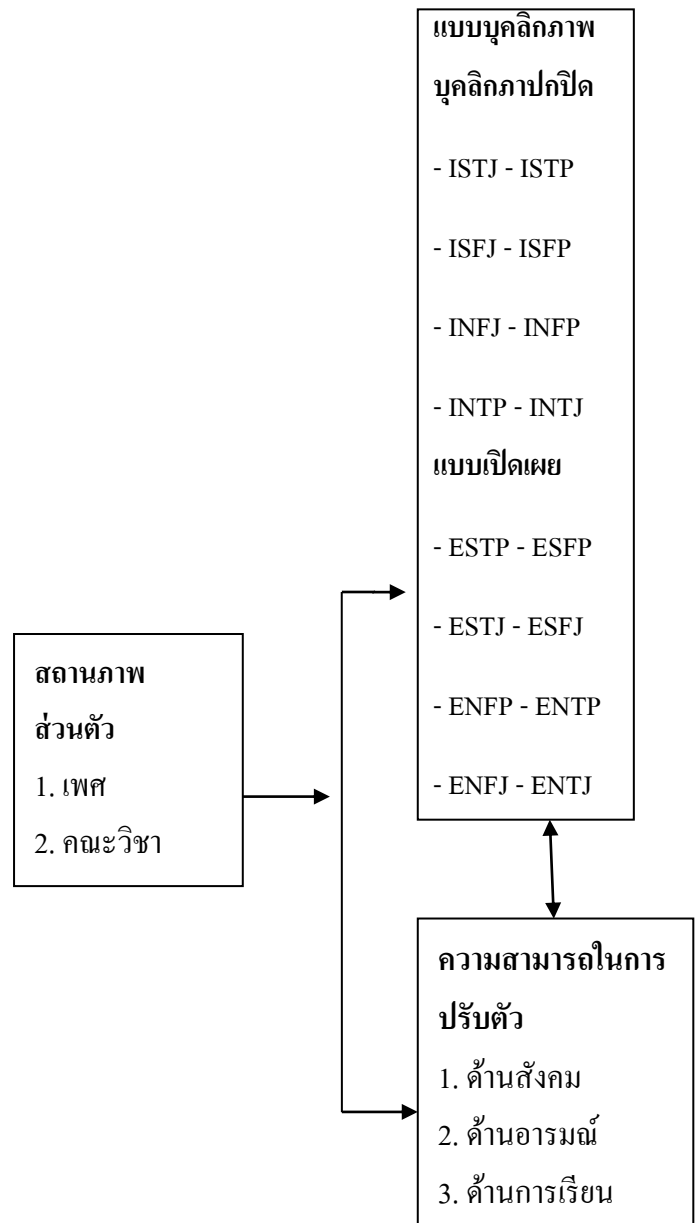 แบบบุคลิกภาพ
บุคลิกภาปกปิด
- ISTJ - ISTP
- ISFJ - ISFP
- INFJ - INFP
- INTP - INTJ
แบบเปิดเผย
- ESTP - ESFP
- ESTJ - ESFJ
- ENFP - ENTP
- ENFJ - ENTJ
สถานภาพ
ส่วนตัว
1. เพศ
2. คณะวิชา
ความสามารถในการ
ปรับตัว
1. ด้านสังคม
2. ด้านอารมณ์
3. ด้านการเรียน